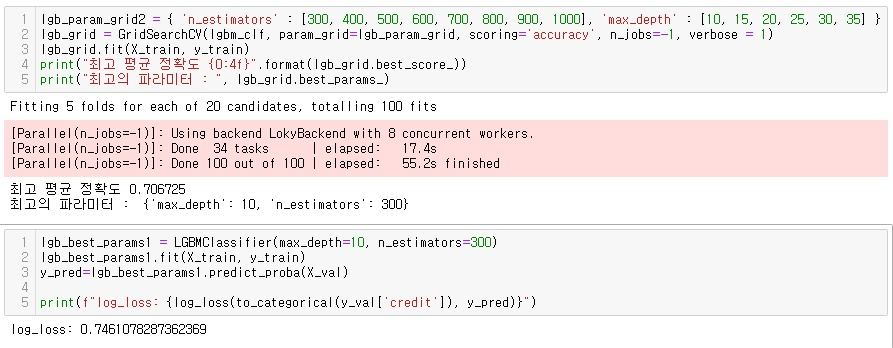 1 lgb_param_grid2 = { 'n_estimators' : [300, 400, 500, 600, 700, 800, 900, 1000], 'max_depth' : [10, 15, 20, 25, 30, 35] }
2 lgb_grid = GridSearchCV(lgbm_clf, param_grid=lgb_param_grid, scoring='accuracy', n_jobs=-1, verbose = 1)
3 lgb_grid.fit(X_train, y_train)
4 print("최고 평균 정확도 {0:4f}".format(lgb_grid.best_score_))
5 print("최고의 파라미터 : ", lgb_grid.best_params_)
Fitting 5 folds for each of 20 candidates, totalling 100 fits
[Parallel(n_jobs=-1)]: Using backend LokyBackend with 8 concurrent workers.
[Parallel(n_jobs=-1)]: Done 34 tasks | elapsed: 17.4s
[Parallel(n_jobs=-1)]: Done 100 out of 100 | elapsed: 55.2s finished
최고 평균 정확도 0.706725
최고의 파라미터 : {'max_depth': 10, 'n_estimators': 300}
1 lgb_best_params1 = LGBMClassifier(max_depth=10, n_estimators=300)
2 lgb_best_params1.fit(X_train, y_train)
3 y_pred=lgb_best_params1.predict_proba(X_val)
4
5 print(f"log_loss: {log_loss(to_categorical(y_val['credit']), y_pred)}")
log_loss: 0.7461078287362369